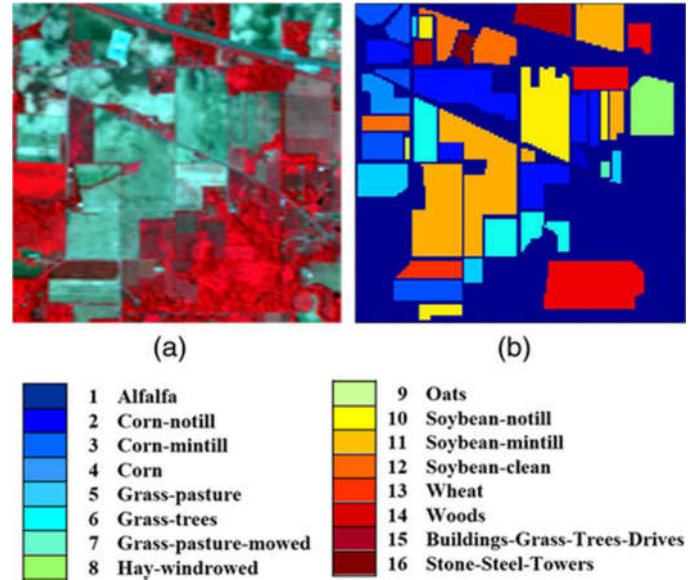 (a)
(b)
1 Alfalfa
2 Corn-notill
3 Corn-mintill
4 Corn
5 Grass-pasture
6 Grass-trees
7 Grass-pasture-mowed
8 Hay-windrowed
9 Oats
10 Soybean-notill
11 Soybean-mintill
12 Soybean-clean
13 Wheat
14 Woods
15 Buildings-Grass-Trees-Drives
16 Stone-Steel-Towers